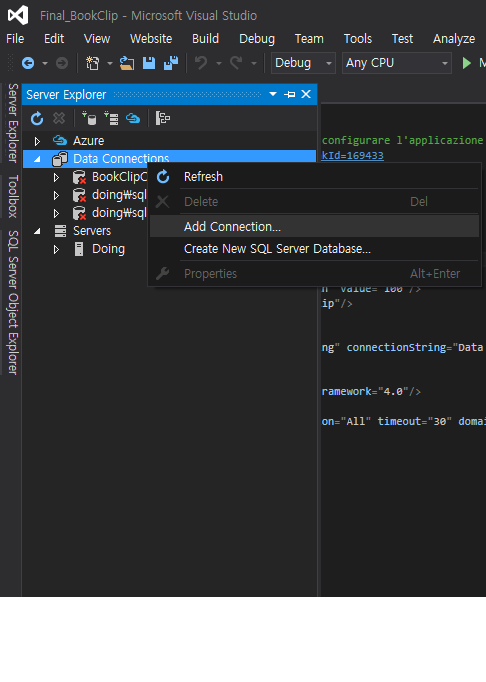 Final_BookClip - Microsoft Visual Studio
File Edit View Website Build Debug Team Tools Test Analyze
Debug Any CPU
Server Explorer
Toolbox
SQL Server Object Explorer
Server Explorer
Azure
Data Connections
BookClipC
doing₩sql
doing₩sql
Servers
Doing
Refresh
Delete Del
Add Connection...
Create New SQL Server Database...
Properties Alt+Enter
configurare l'applicazione
kId=169433
value="100"/>
ip"/>
ng" connectionString="Data
ramework="4.0"/>
on="All" timeout="30" domai